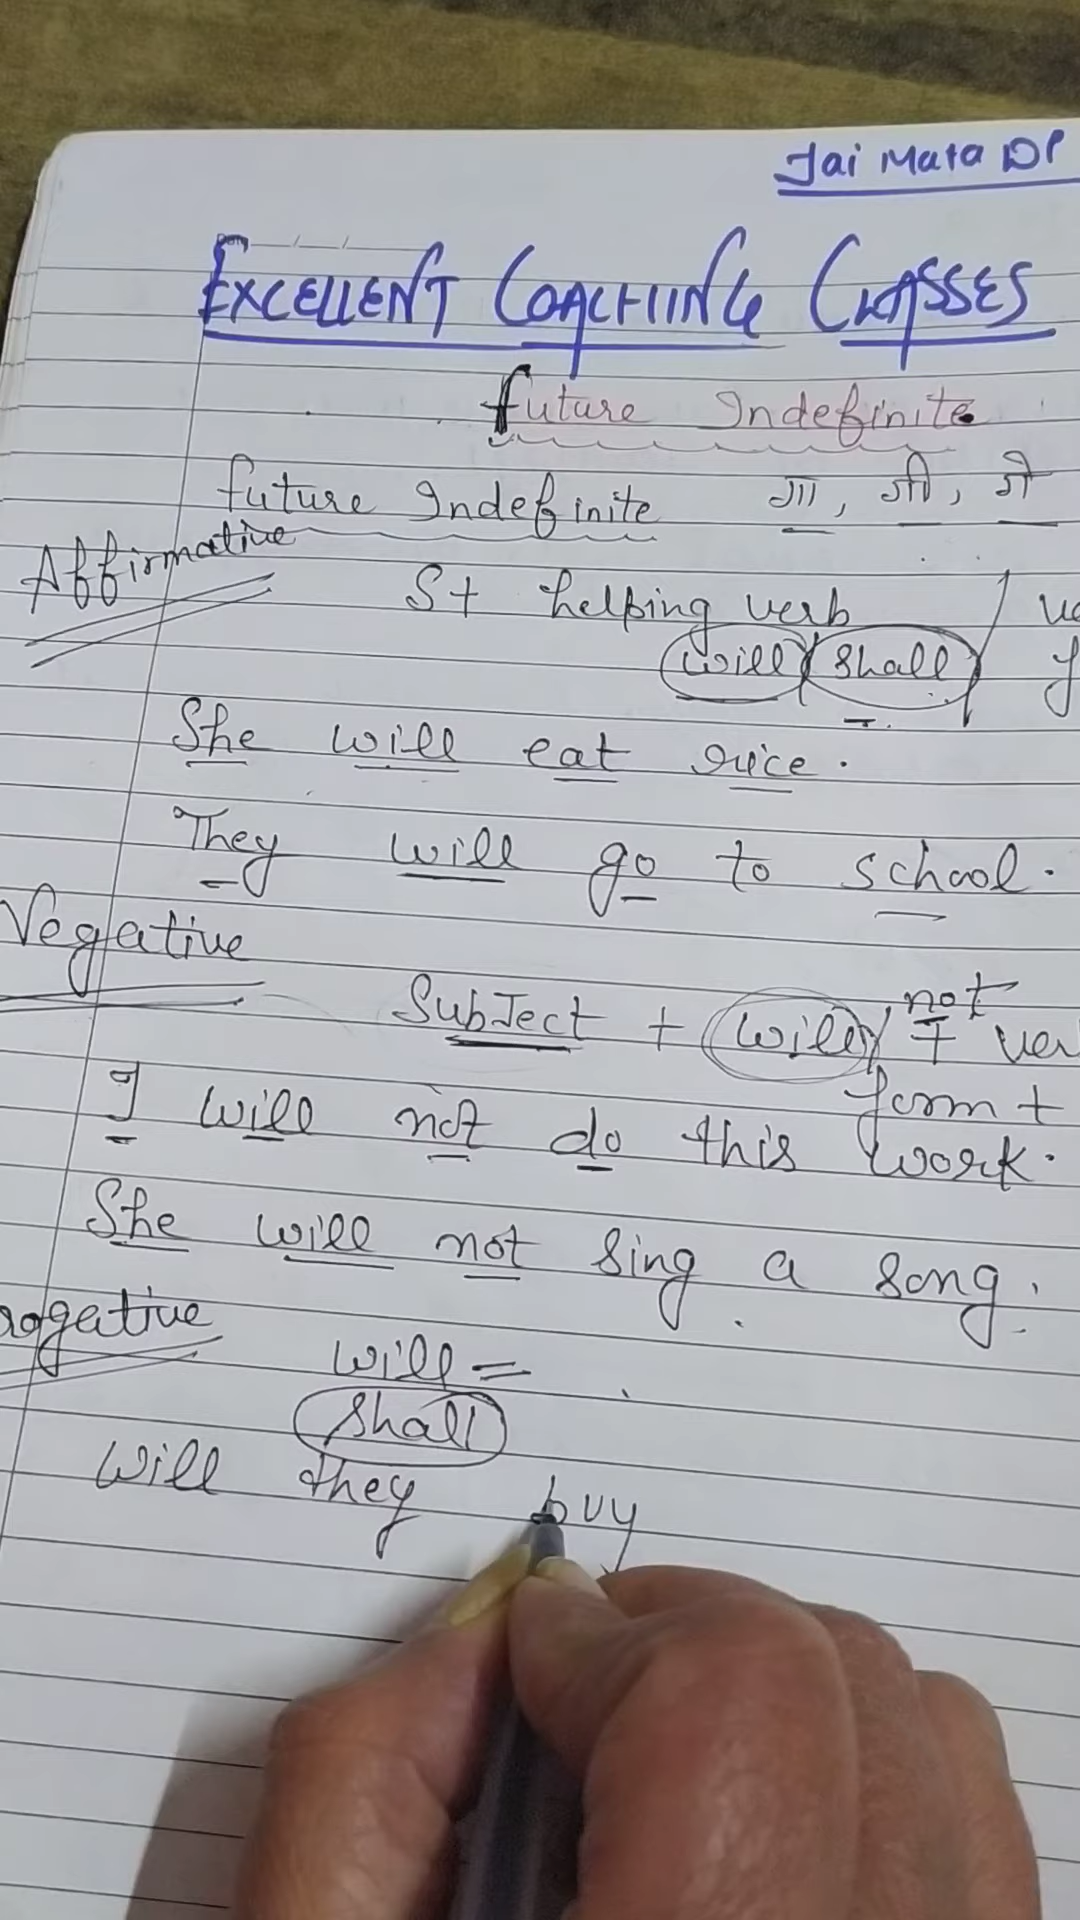 Jai Mata DI
EXCELLENT COACHING CLASSES
Future Indefinite
Future Indefinite गा, गी, गे
Affirmative
S+ helping verb
will shall
She will eat rice.
They will go to school.
Negative
Subject + will / not + ver
form +
I will not do this work.
She will not sing a song.
rogative
will =
Shall
Will they buy